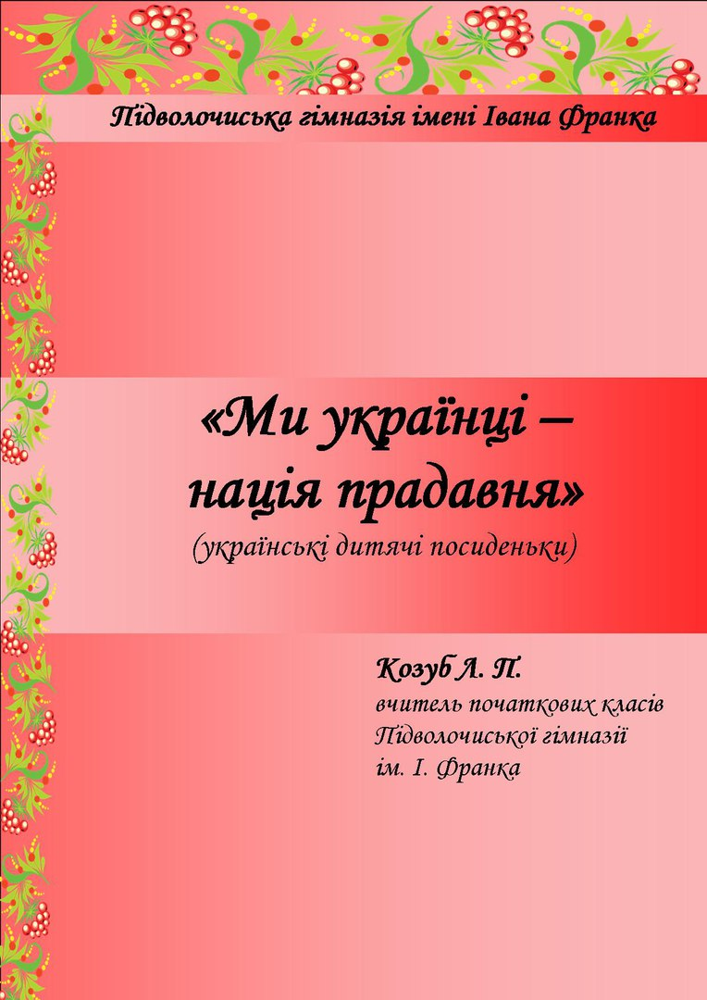 Підволочиська гімназія імені Івана Франка
«Ми українці –
нація прадавня»
(українські дитячі посиденьки)
Козуб Л. П.
вчитель початкових класів
Підволочиської гімназії
ім. І. Франка